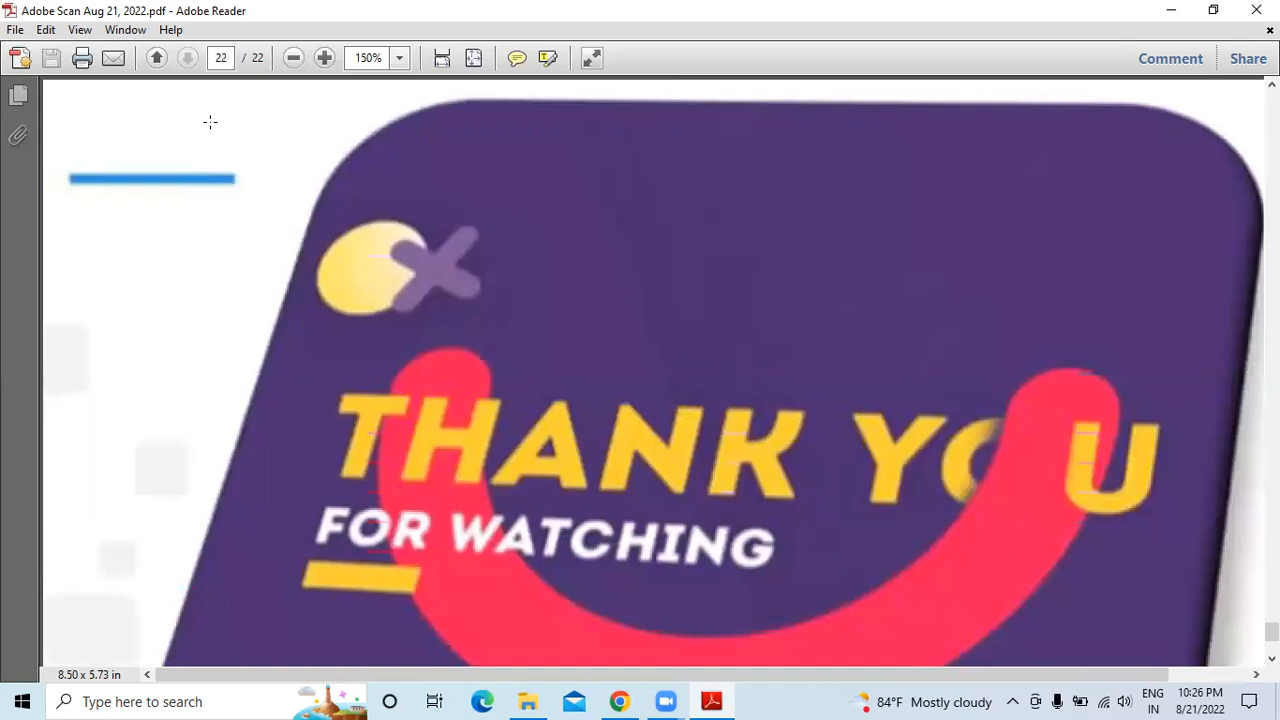 Adobe Scan Aug 21, 2022.pdf - Adobe Reader
File Edit View Window Help
22 / 22 150% Comment Share
THANK YOU
FOR WATCHING
8.50 x 5.73 in
Type here to search
84°F Mostly cloudy
ENG
IN
10:26 PM
8/21/2022